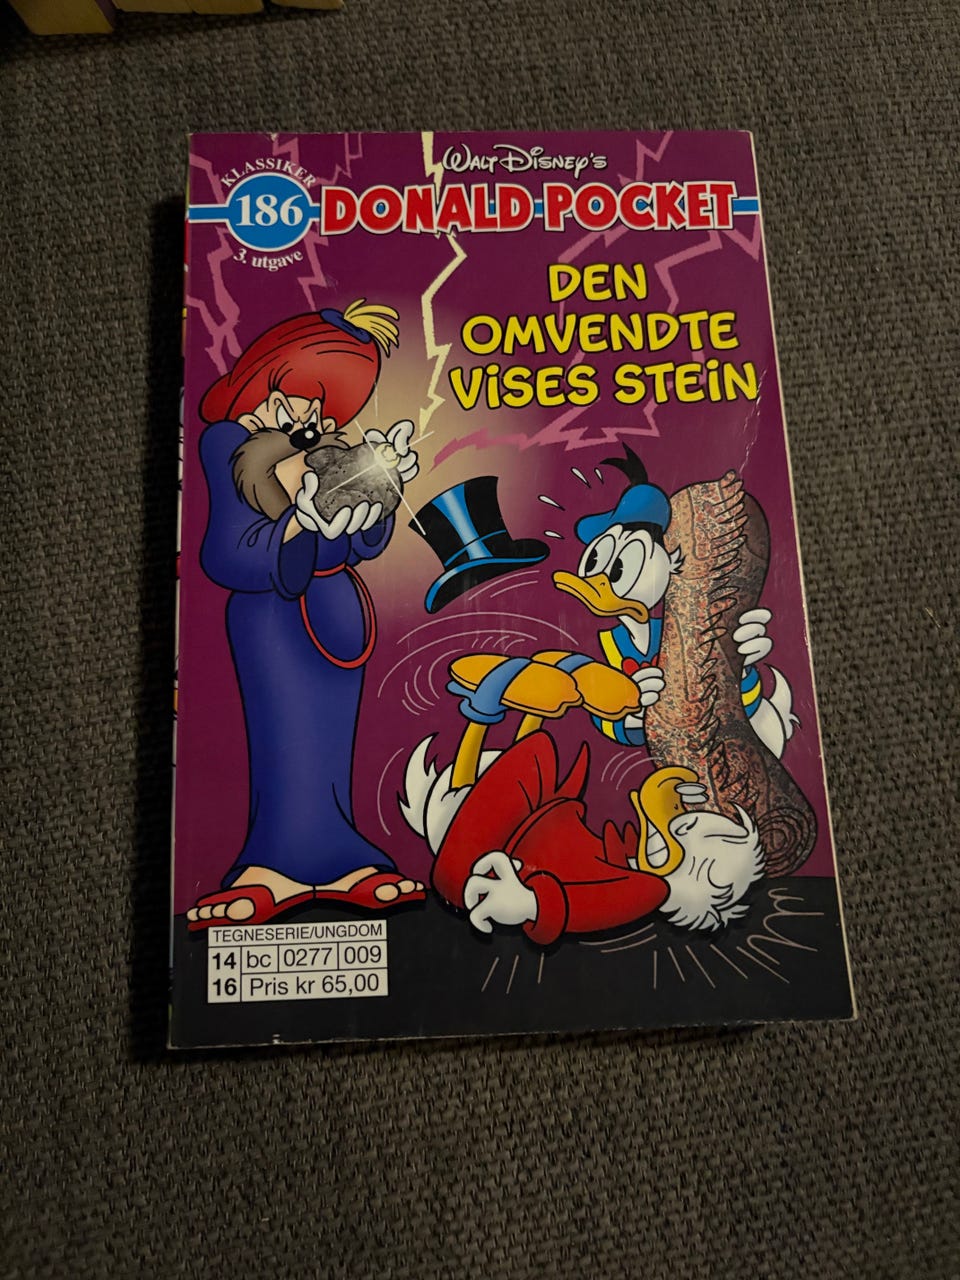 KLASSIKER
186
3. utgave
WALT DISNEY'S
DONALD POCKET
DEN
OMVENDTE
ViSES STEiN
TEGNESERIE/UNGDOM
14 bc 0277 009
16 Pris kr 65,00